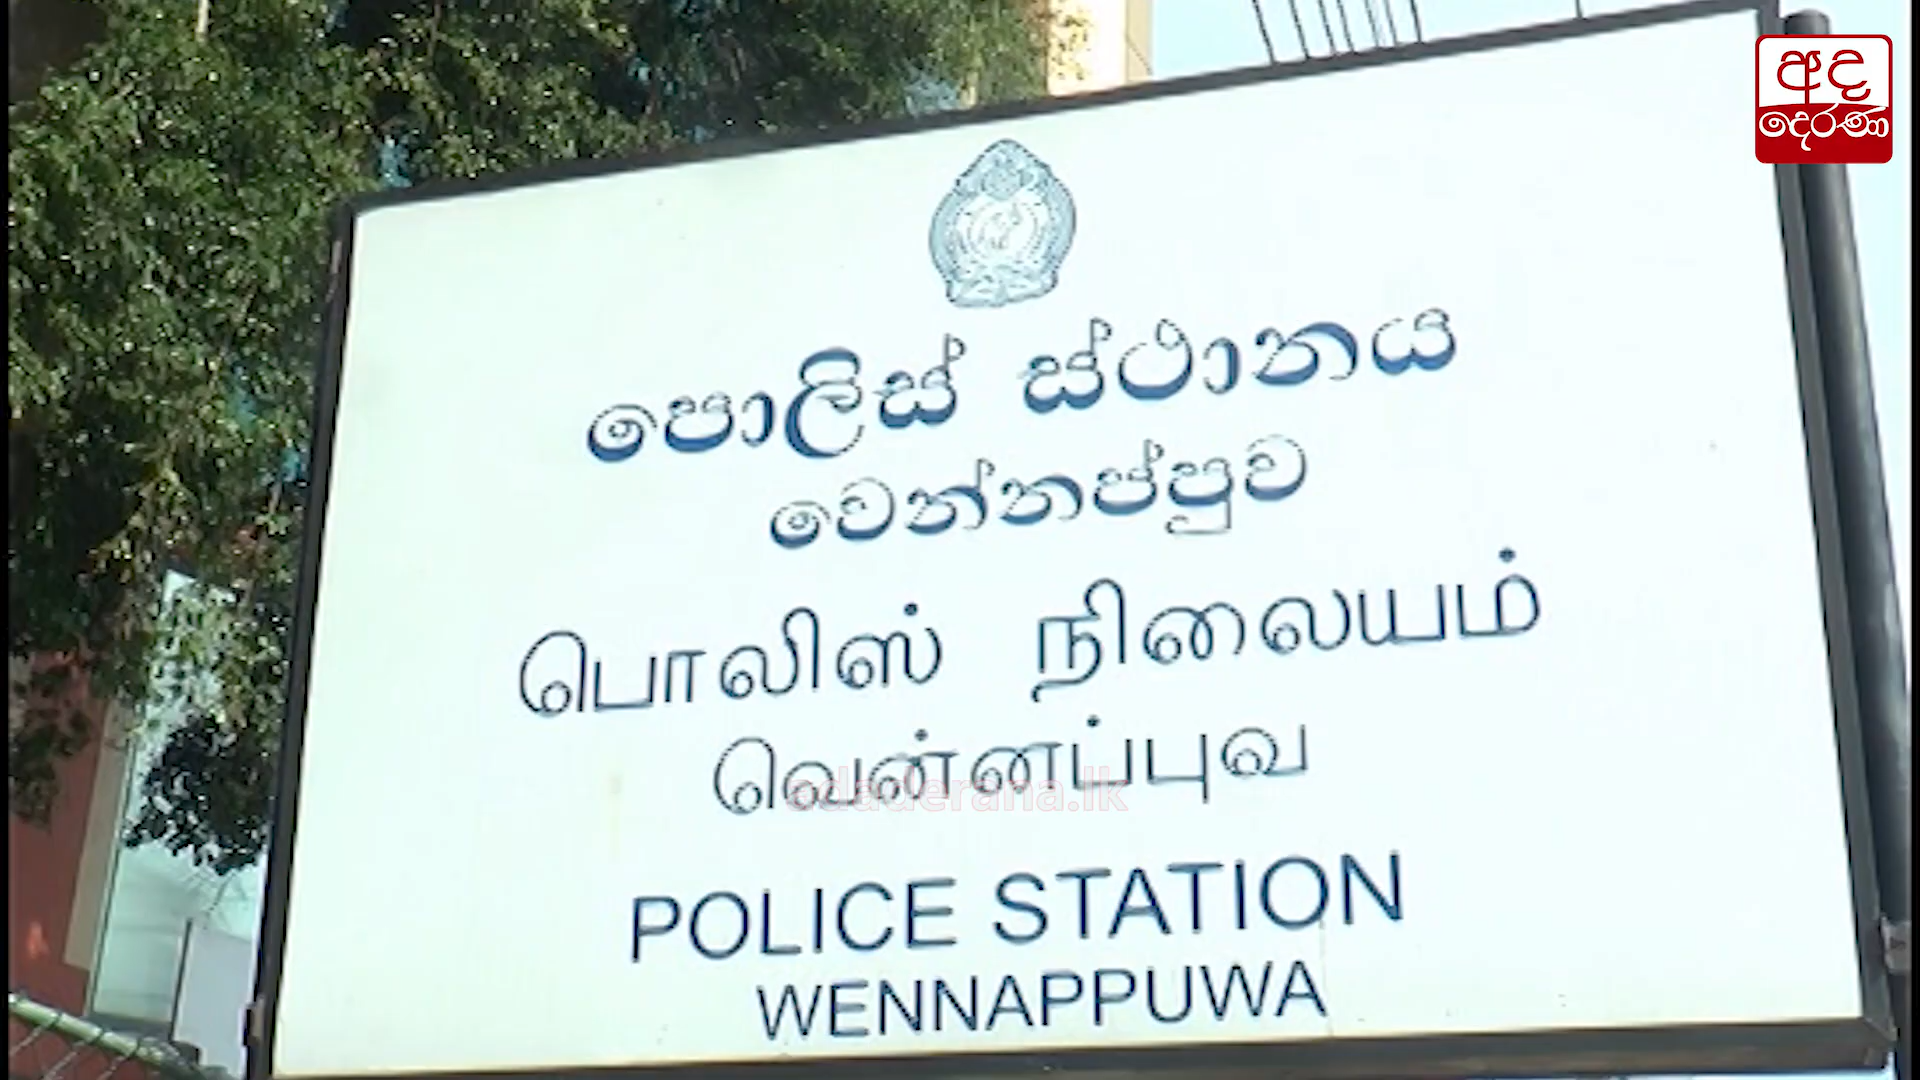 අද
දෙරණ
පොලිස් ස්ථානය
වෙන්නප්පුව
பொலிஸ் நிலையம்
வென்னப்புவ
adaderana.lk
POLICE STATION
WENNAPPUWA